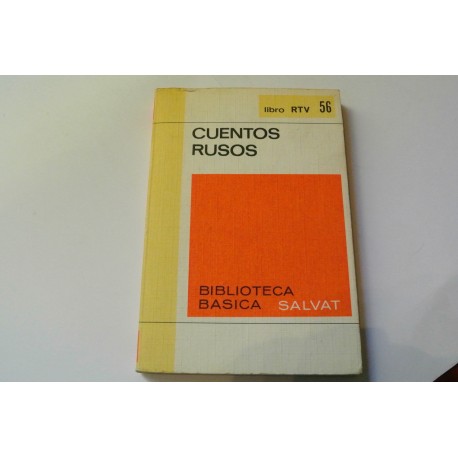 libro RTV 56
CUENTOS
RUSOS
BIBLIOTECA
BASICA SALVAT